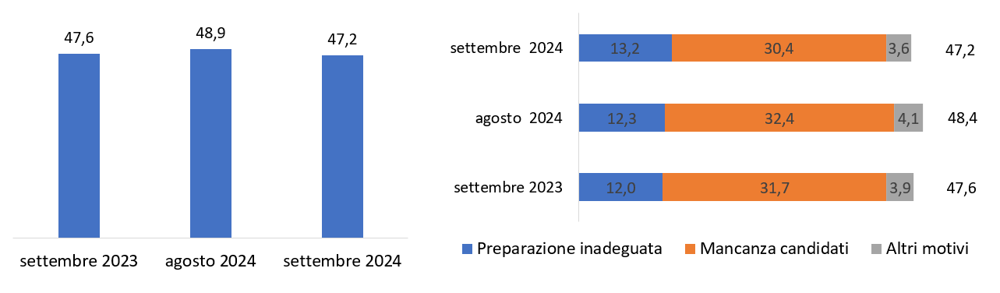 47,6
48,9
47,2
settembre 2023
agosto 2024
settembre 2024
settembre 2024
13,2
30,4
3,6
47,2
agosto 2024
12,3
32,4
4,1
48,4
settembre 2023
12,0
31,7
3,9
47,6
Preparazione inadeguata
Mancanza candidati
Altri motivi